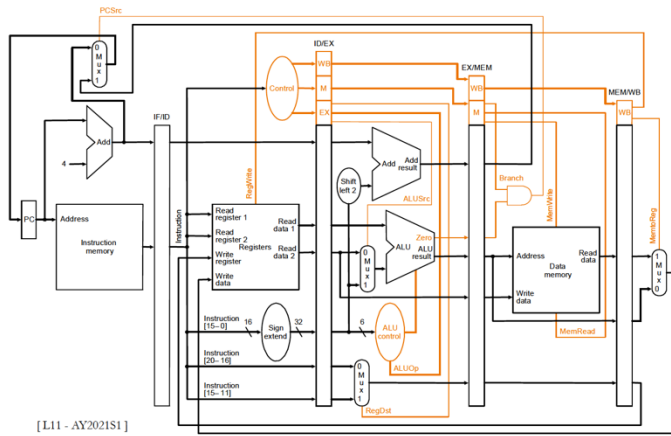 PCSrc
ID/EX
0
M
u
x
1
WB
EX/MEM
Control
M
WB
MEM/WB
EX
M
WB
IF/ID
Add
4
Add
Add
result
Branch
RegWrite
Shift
left 2
ALUSrc
MemWrite
PC
Address
Instruction
memory
Instruction
Read
register 1
Read
register 2
Registers
Write
register
Write
data
Read
data 1
Read
data 2
0
M
u
x
1
Zero
ALU
ALU
result
Address
Data
memory
Read
data
Write
data
MemtoReg
1
M
u
x
0
Instruction
[15–0]
16
Sign
extend
32
6
ALU
control
MemRead
Instruction
[20–16]
Instruction
[15–11]
0
M
u
x
1
ALUOp
RegDst
[ L11 - AY2021S1 ]